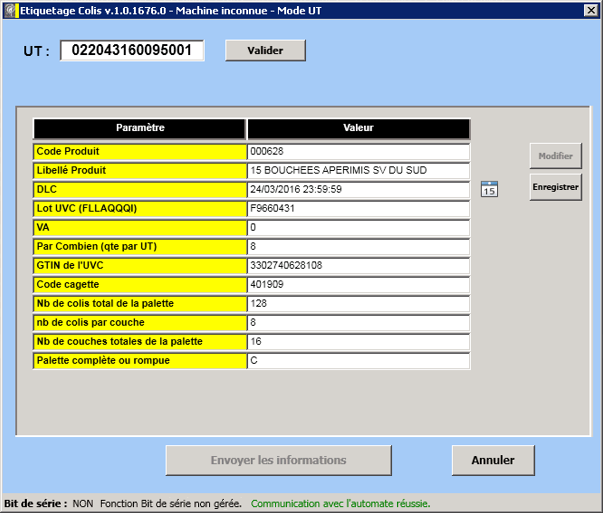 Etiquetage Colis v.1.0.1676.0 - Machine inconnue - Mode UT
UT : 022043160095001 Valider
Paramètre Valeur
Code Produit 000628
Modifier
Libellé Produit 15 BOUCHEES APERIMIS SV DU SUD
DLC 24/03/2016 23:59:59 15
Enregistrer
Lot UVC (FLLAQQQI) F9660431
VA 0
Par Combien (qte par UT) 8
GTIN de l'UVC 3302740628108
Code cagette 401909
Nb de colis total de la palette 128
nb de colis par couche 8
Nb de couches totales de la palette 16
Palette complète ou rompue C
Envoyer les informations Annuler
Bit de série : NON Fonction Bit de série non gérée. Communication avec l'automate réussie.